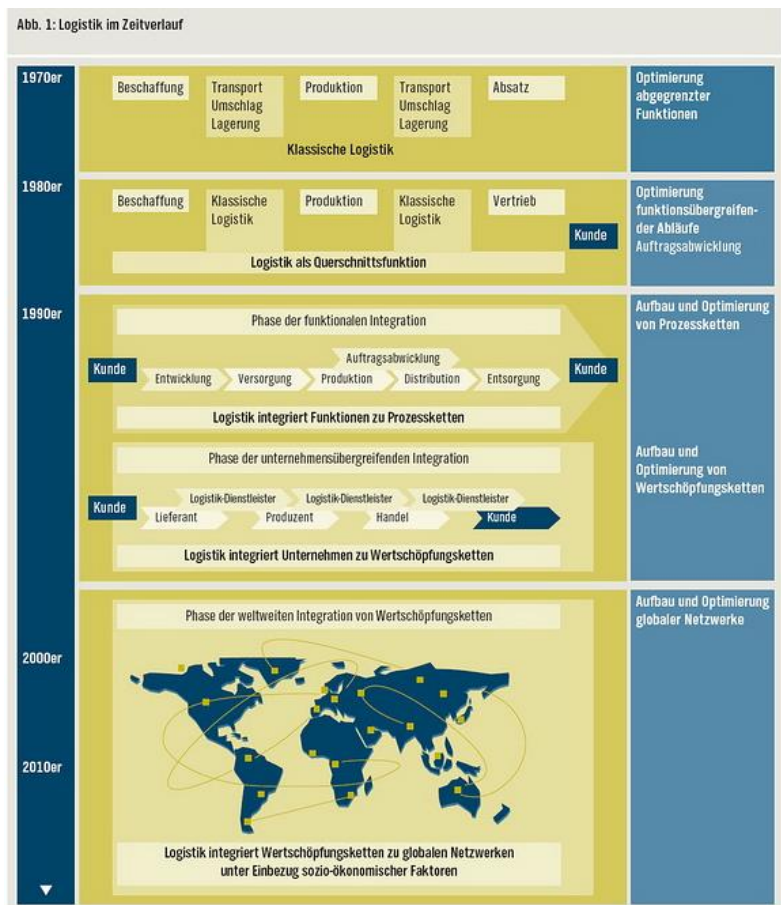 Abb. 1: Logistik im Zeitverlauf
1970er
Beschaffung
Transport
Umschlag
Lagerung
Produktion
Transport
Umschlag
Lagerung
Absatz
Klassische Logistik
Optimierung
abgegrenzter
Funktionen
1980er
Beschaffung
Klassische
Logistik
Produktion
Klassische
Logistik
Vertrieb
Kunde
Logistik als Querschnittsfunktion
Optimierung
funktionsübergreifen-
der Abläufe
Auftragsabwicklung
1990er
Phase der funktionalen Integration
Kunde
Auftragsabwicklung
Entwicklung
Versorgung
Produktion
Distribution
Entsorgung
Kunde
Logistik integriert Funktionen zu Prozessketten
Aufbau und Optimierung
von Prozessketten
Phase der unternehmensübergreifenden Integration
Kunde
Logistik-Dienstleister
Logistik-Dienstleister
Logistik-Dienstleister
Lieferant
Produzent
Handel
Kunde
Logistik integriert Unternehmen zu Wertschöpfungsketten
Aufbau und
Optimierung von
Wertschöpfungsketten
Phase der weltweiten Integration von Wertschöpfungsketten
Aufbau und Optimierung
globaler Netzwerke
2000er
2010er
Logistik integriert Wertschöpfungsketten zu globalen Netzwerken
unter Einbezug sozio-ökonomischer Faktoren